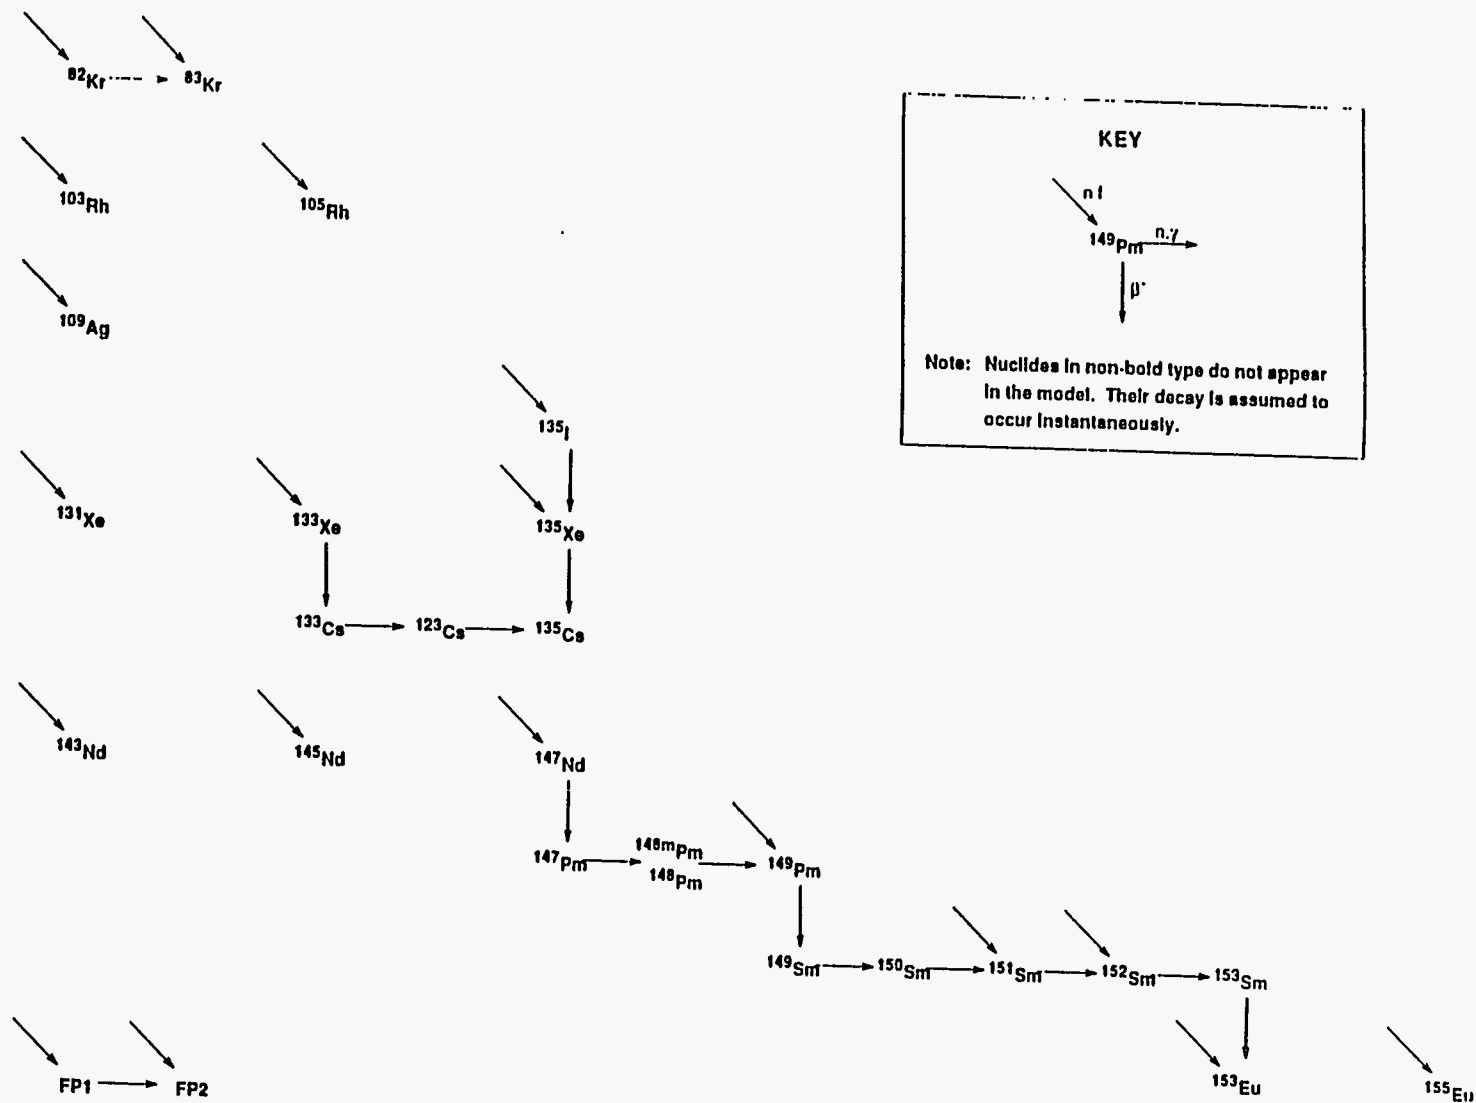 ⁸²Kr ⁸³Kr
KEY
n f
¹⁴⁹Pm n.γ
β⁻
Note: Nuclides in non-bold type do not appear
in the model. Their decay is assumed to
occur instantaneously.
¹⁰³Rh ¹⁰⁵Rh
¹⁰⁹Ag
¹³⁵I
¹³¹Xe ¹³³Xe ¹³⁵Xe
¹³³Cs ¹²³Cs ¹³⁵Cs
¹⁴³Nd ¹⁴⁵Nd ¹⁴⁷Nd
¹⁴⁷Pm ¹⁴⁸ᵐPm ¹⁴⁹Pm
¹⁴⁸Pm
¹⁴⁹Sm ¹⁵⁰Sm ¹⁵¹Sm ¹⁵²Sm ¹⁵³Sm
FP1 FP2 ¹⁵³Eu ¹⁵⁵Eu